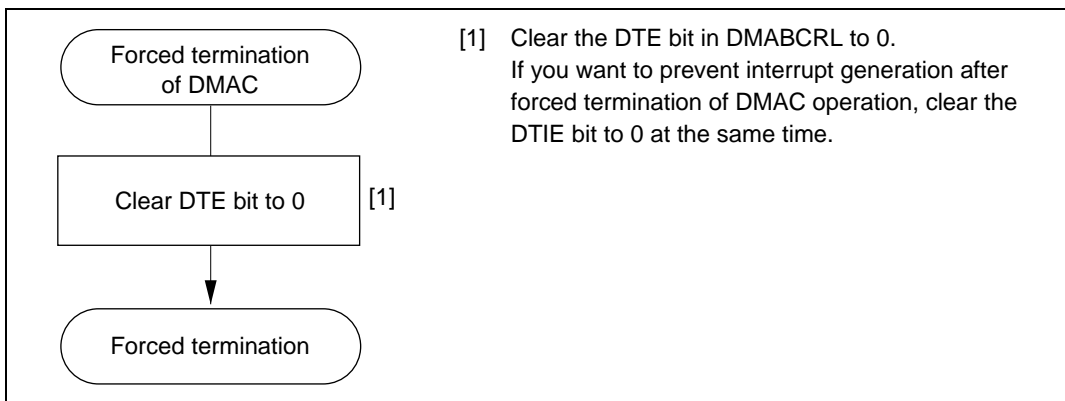 Forced termination
of DMAC
Clear DTE bit to 0
[1]
Forced termination
[1] Clear the DTE bit in DMABCRL to 0.
If you want to prevent interrupt generation after
forced termination of DMAC operation, clear the
DTIE bit to 0 at the same time.